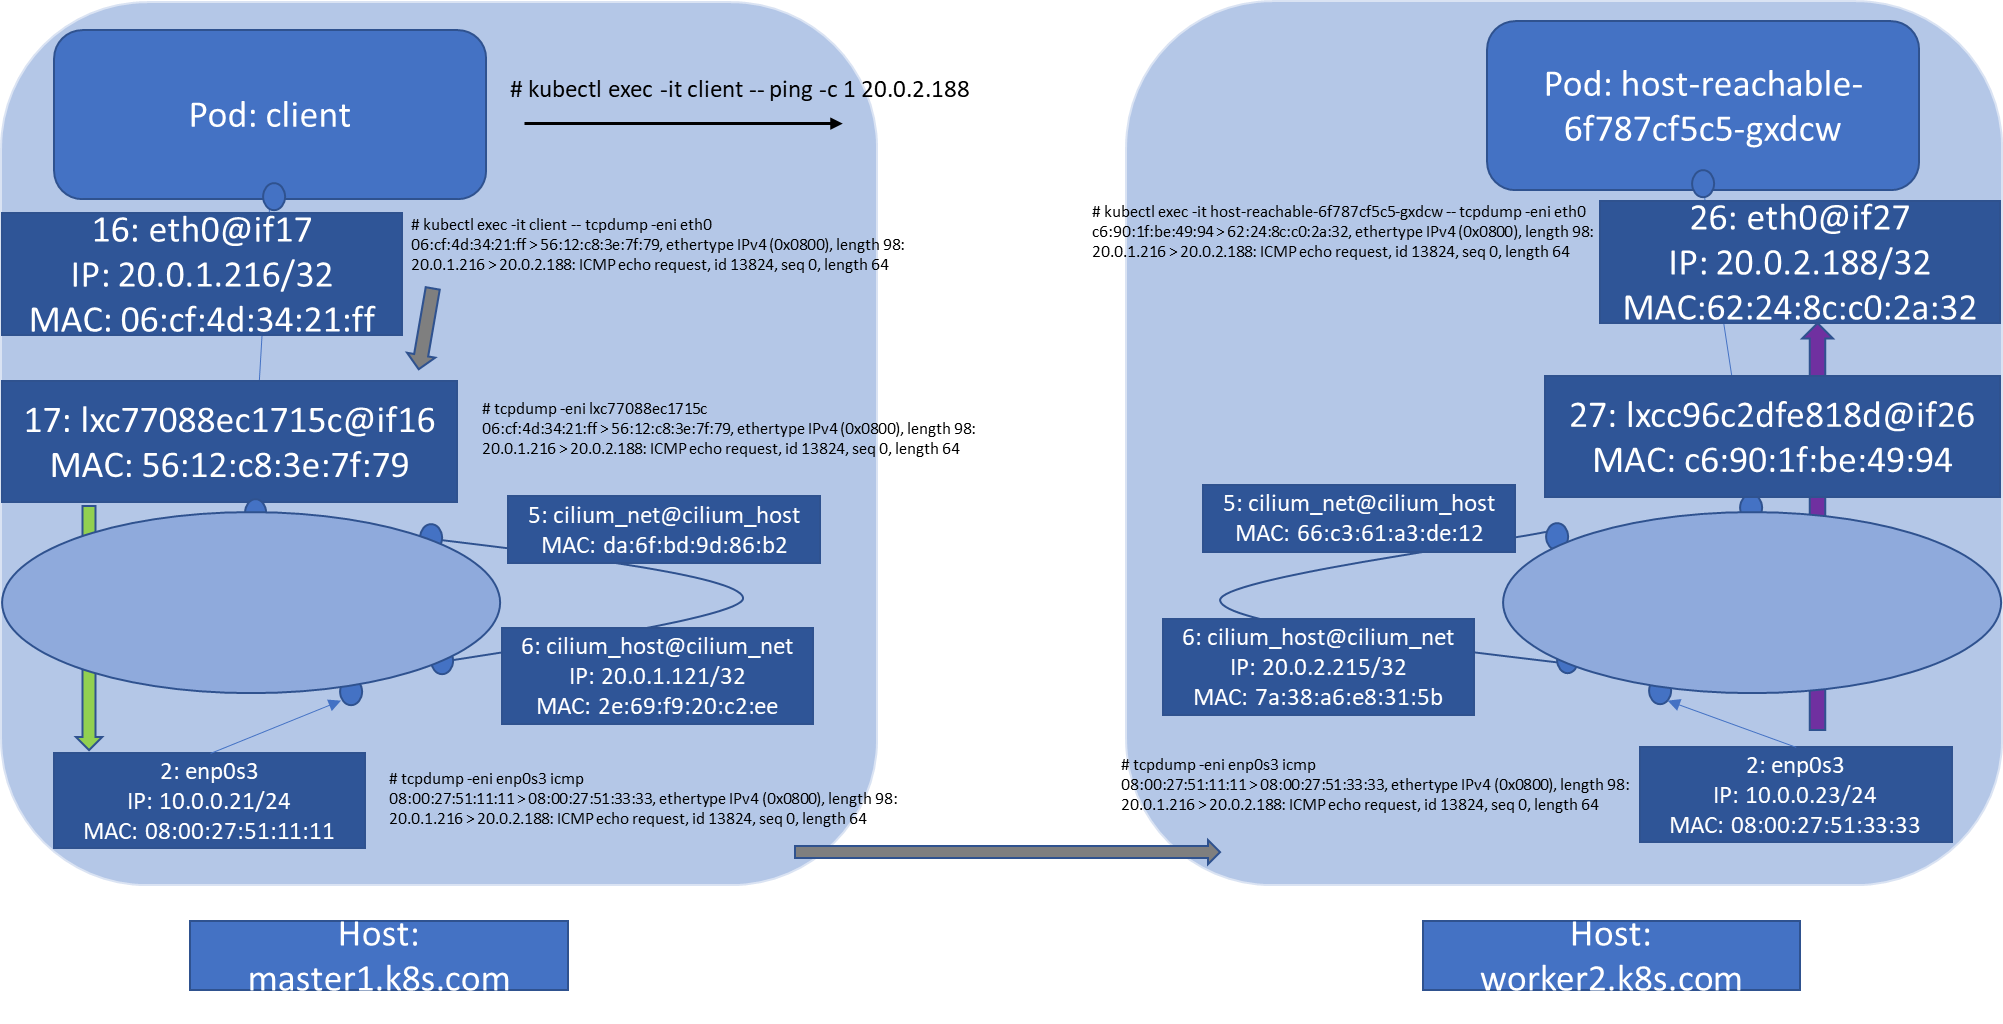 Pod: client
# kubectl exec -it client -- ping -c 1 20.0.2.188
16: eth0@if17
IP: 20.0.1.216/32
MAC: 06:cf:4d:34:21:ff
# kubectl exec -it client -- tcpdump -eni eth0
06:cf:4d:34:21:ff > 56:12:c8:3e:7f:79, ethertype IPv4 (0x0800), length 98:
20.0.1.216 > 20.0.2.188: ICMP echo request, id 13824, seq 0, length 64
17: lxc77088ec1715c@if16
MAC: 56:12:c8:3e:7f:79
# tcpdump -eni lxc77088ec1715c
06:cf:4d:34:21:ff > 56:12:c8:3e:7f:79, ethertype IPv4 (0x0800), length 98:
20.0.1.216 > 20.0.2.188: ICMP echo request, id 13824, seq 0, length 64
5: cilium_net@cilium_host
MAC: da:6f:bd:9d:86:b2
6: cilium_host@cilium_net
IP: 20.0.1.121/32
MAC: 2e:69:f9:20:c2:ee
2: enp0s3
IP: 10.0.0.21/24
MAC: 08:00:27:51:11:11
# tcpdump -eni enp0s3 icmp
08:00:27:51:11:11 > 08:00:27:51:33:33, ethertype IPv4 (0x0800), length 98:
20.0.1.216 > 20.0.2.188: ICMP echo request, id 13824, seq 0, length 64
Host:
master1.k8s.com
Pod: host-reachable-
6f787cf5c5-gxdcw
# kubectl exec -it host-reachable-6f787cf5c5-gxdcw -- tcpdump -eni eth0
c6:90:1f:be:49:94 > 62:24:8c:c0:2a:32, ethertype IPv4 (0x0800), length 98:
20.0.1.216 > 20.0.2.188: ICMP echo request, id 13824, seq 0, length 64
26: eth0@if27
IP: 20.0.2.188/32
MAC:62:24:8c:c0:2a:32
27: lxcc96c2dfe818d@if26
MAC: c6:90:1f:be:49:94
5: cilium_net@cilium_host
MAC: 66:c3:61:a3:de:12
6: cilium_host@cilium_net
IP: 20.0.2.215/32
MAC: 7a:38:a6:e8:31:5b
# tcpdump -eni enp0s3 icmp
08:00:27:51:11:11 > 08:00:27:51:33:33, ethertype IPv4 (0x0800), length 98:
20.0.1.216 > 20.0.2.188: ICMP echo request, id 13824, seq 0, length 64
2: enp0s3
IP: 10.0.0.23/24
MAC: 08:00:27:51:33:33
Host:
worker2.k8s.com